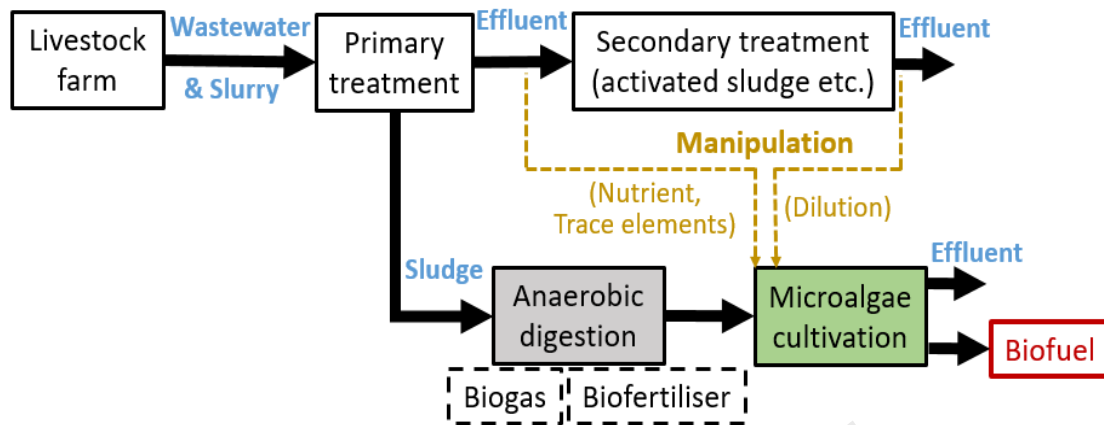 Livestock
farm
Wastewater
& Slurry
Primary
treatment
Effluent
Secondary treatment
(activated sludge etc.)
Effluent
Manipulation
(Nutrient,
Trace elements)
(Dilution)
Sludge
Anaerobic
digestion
Microalgae
cultivation
Effluent
Biofuel
Biogas
Biofertiliser